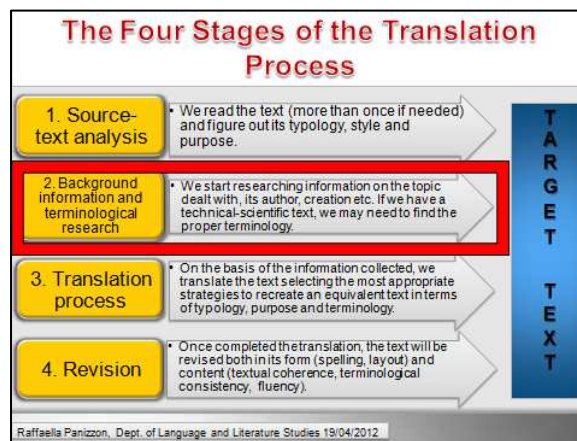 The Four Stages of the Translation
Process
1. Source-
text analysis
• We read the text (more than once if needed)
and figure out its typology, style and
purpose.
2. Background
information and
terminological
research
• We start researching information on the topic
dealt with, its author, creation etc. If we have a
technical-scientific text, we may need to find the
proper terminology.
3. Translation
process
• On the basis of the information collected, we
translate the text selecting the most appropriate
strategies to recreate an equivalent text in terms
of typology, purpose and terminology.
4. Revision
• Once completed the translation, the text will be
revised both in its form (spelling, layout) and
content (textual coherence, terminological
consistency, fluency).
TARGET TEXT
Raffaella Panizzon, Dept. of Language and Literature Studies 19/04/2012